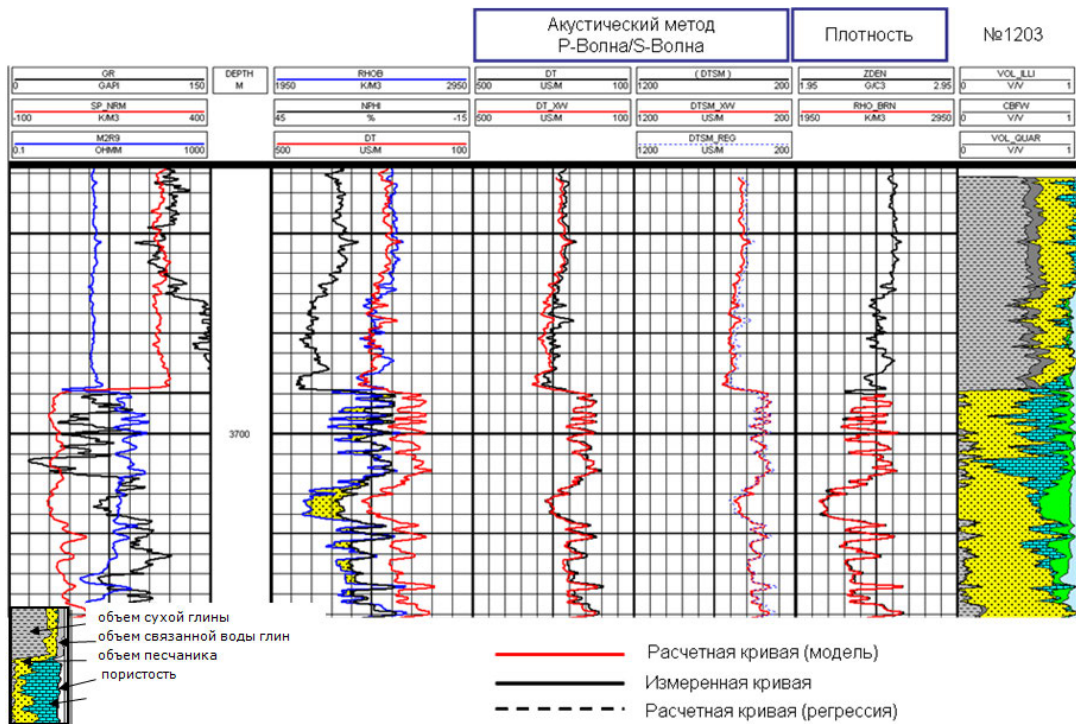 Акустический метод
P-Волна/S-Волна
Плотность
№1203
GR
0 GAPI 150
SP_NRM
-100 K/M3 400
M2R9
0.1 OHMM 1000
DEPTH
M
RHOB
1950 K/M3 2950
NPHI
45 % -15
DT
500 US/M 100
DT
500 US/M 100
DT_XW
500 US/M 100
( DTSM )
1200 200
DTSM_XW
1200 US/M 200
DTSM_REG
1200 US/M 200
ZDEN
1.95 G/C3 2.95
RHO_BRN
1950 K/M3 2950
VOL_ILLI
0 V/V 1
CBFW
0 V/V 1
VOL_QUAR
0 V/V 1
3700
объем сухой глины
объем связанной воды глин
объем песчаника
пористость
Расчетная кривая (модель)
Измеренная кривая
Расчетная кривая (регрессия)